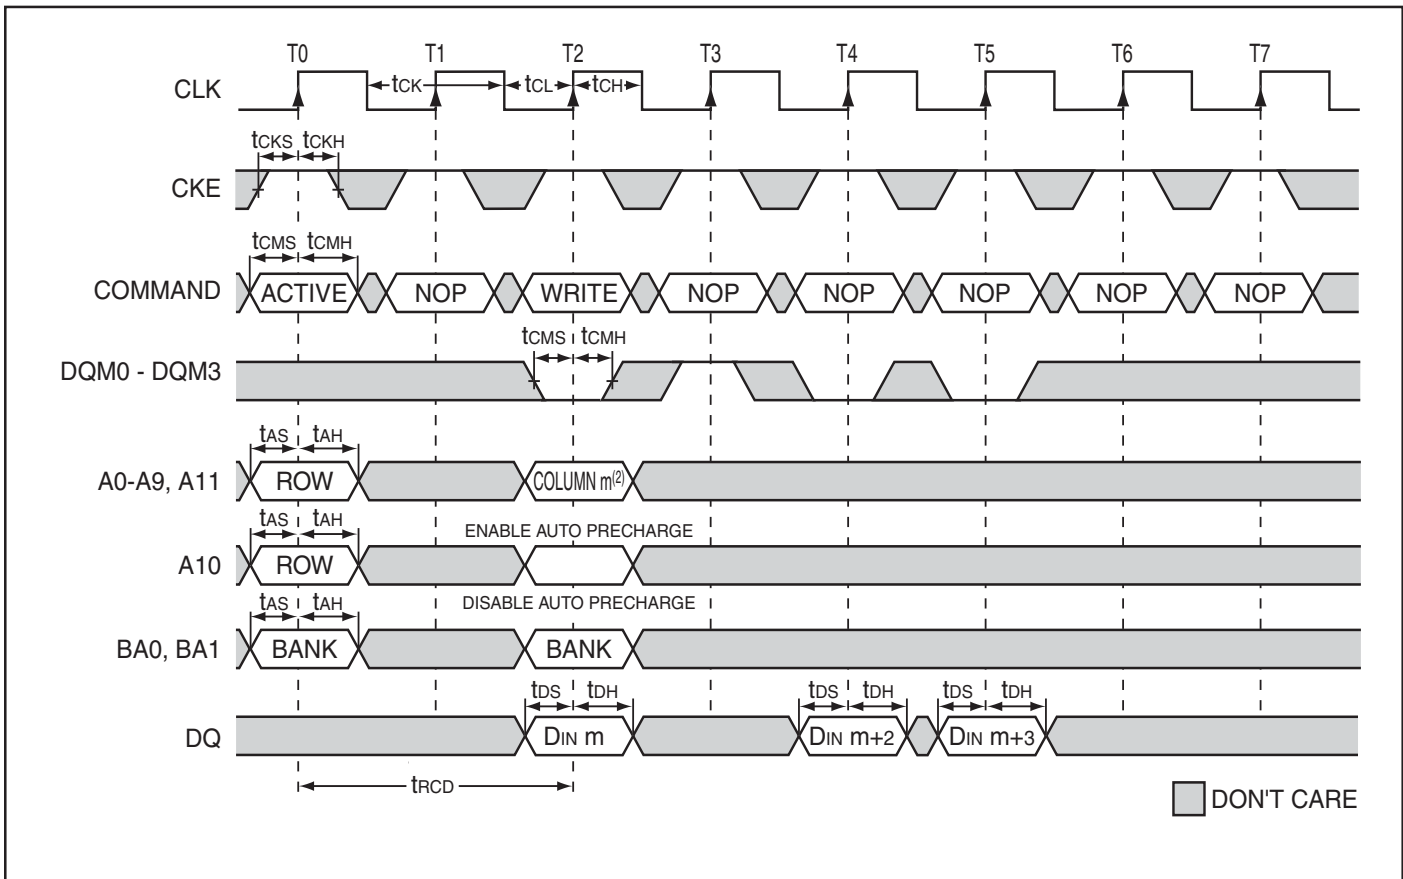 T0 T1 T2 T3 T4 T5 T6 T7
CLK tCK tCL tCH
tCKS tCKH
CKE
tCMS tCMH
COMMAND ACTIVE NOP WRITE NOP NOP NOP NOP NOP
tCMS tCMH
DQM0 - DQM3
tAS tAH
A0-A9, A11 ROW COLUMN m(2)
tAS tAH ENABLE AUTO PRECHARGE
A10 ROW
tAS tAH DISABLE AUTO PRECHARGE
BA0, BA1 BANK BANK
tDS tDH tDS tDH tDS tDH
DQ DIN m DIN m+2 DIN m+3
tRCD
DON'T CARE